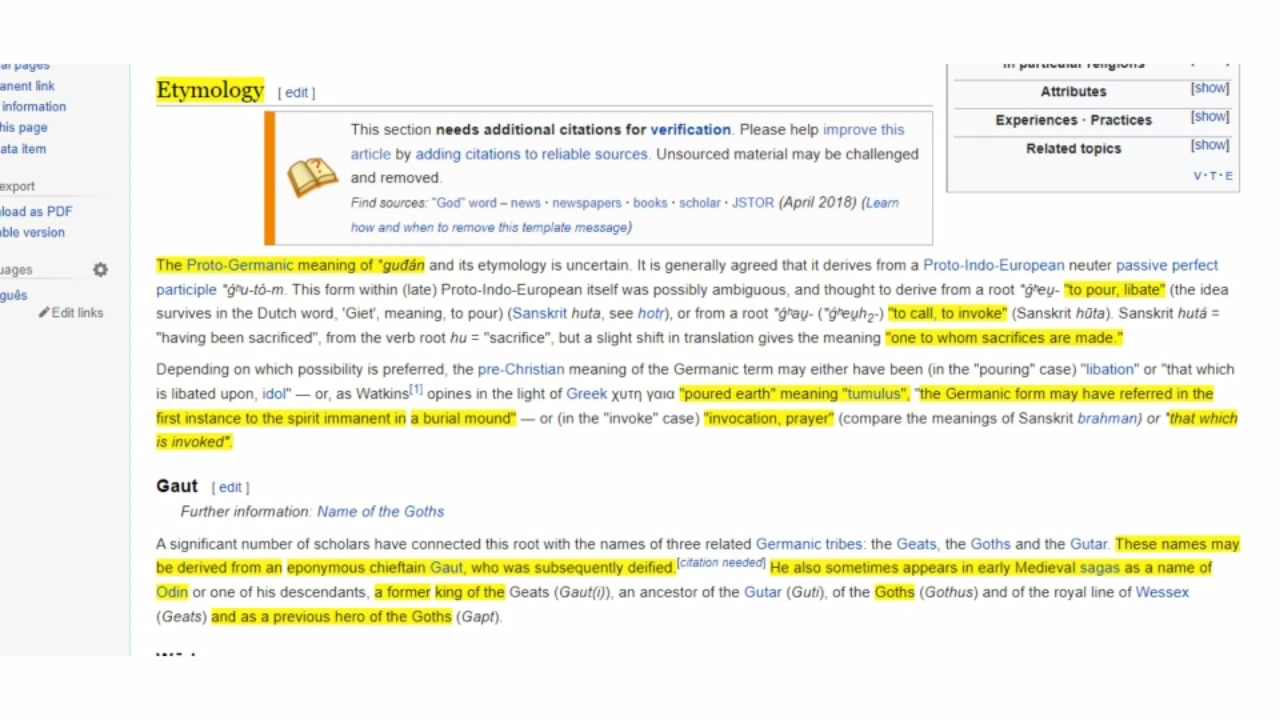 Etymology [ edit ]
This section needs additional citations for verification. Please help improve this
article by adding citations to reliable sources. Unsourced material may be challenged
and removed.
Find sources: "God" word – news · newspapers · books · scholar · JSTOR (April 2018) (Learn
how and when to remove this template message)
in particular religions
Attributes [show]
Experiences · Practices [show]
Related topics [show]
V · T · E
anent link
information
his page
ata item
export
load as PDF
ble version
uages
guês
Edit links
The Proto-Germanic meaning of *guđán and its etymology is uncertain. It is generally agreed that it derives from a Proto-Indo-European neuter passive perfect
participle *ǵʰu-tó-m. This form within (late) Proto-Indo-European itself was possibly ambiguous, and thought to derive from a root *ǵʰeu̯- "to pour, libate" (the idea
survives in the Dutch word, 'Giet', meaning, to pour) (Sanskrit huta, see hotṛ), or from a root *ǵʰau̯- (*ǵʰeu̯h₂-) "to call, to invoke" (Sanskrit hūta). Sanskrit hutá =
"having been sacrificed", from the verb root hu = "sacrifice", but a slight shift in translation gives the meaning "one to whom sacrifices are made."
Depending on which possibility is preferred, the pre-Christian meaning of the Germanic term may either have been (in the "pouring" case) "libation" or "that which
is libated upon, idol" — or, as Watkins[1] opines in the light of Greek χυτη γαια "poured earth" meaning "tumulus", "the Germanic form may have referred in the
first instance to the spirit immanent in a burial mound" — or (in the "invoke" case) "invocation, prayer" (compare the meanings of Sanskrit brahman) or "that which
is invoked".
Gaut [ edit ]
Further information: Name of the Goths
A significant number of scholars have connected this root with the names of three related Germanic tribes: the Geats, the Goths and the Gutar. These names may
be derived from an eponymous chieftain Gaut, who was subsequently deified.[citation needed] He also sometimes appears in early Medieval sagas as a name of
Odin or one of his descendants, a former king of the Geats (Gaut(i)), an ancestor of the Gutar (Guti), of the Goths (Gothus) and of the royal line of Wessex
(Geats) and as a previous hero of the Goths (Gapt).